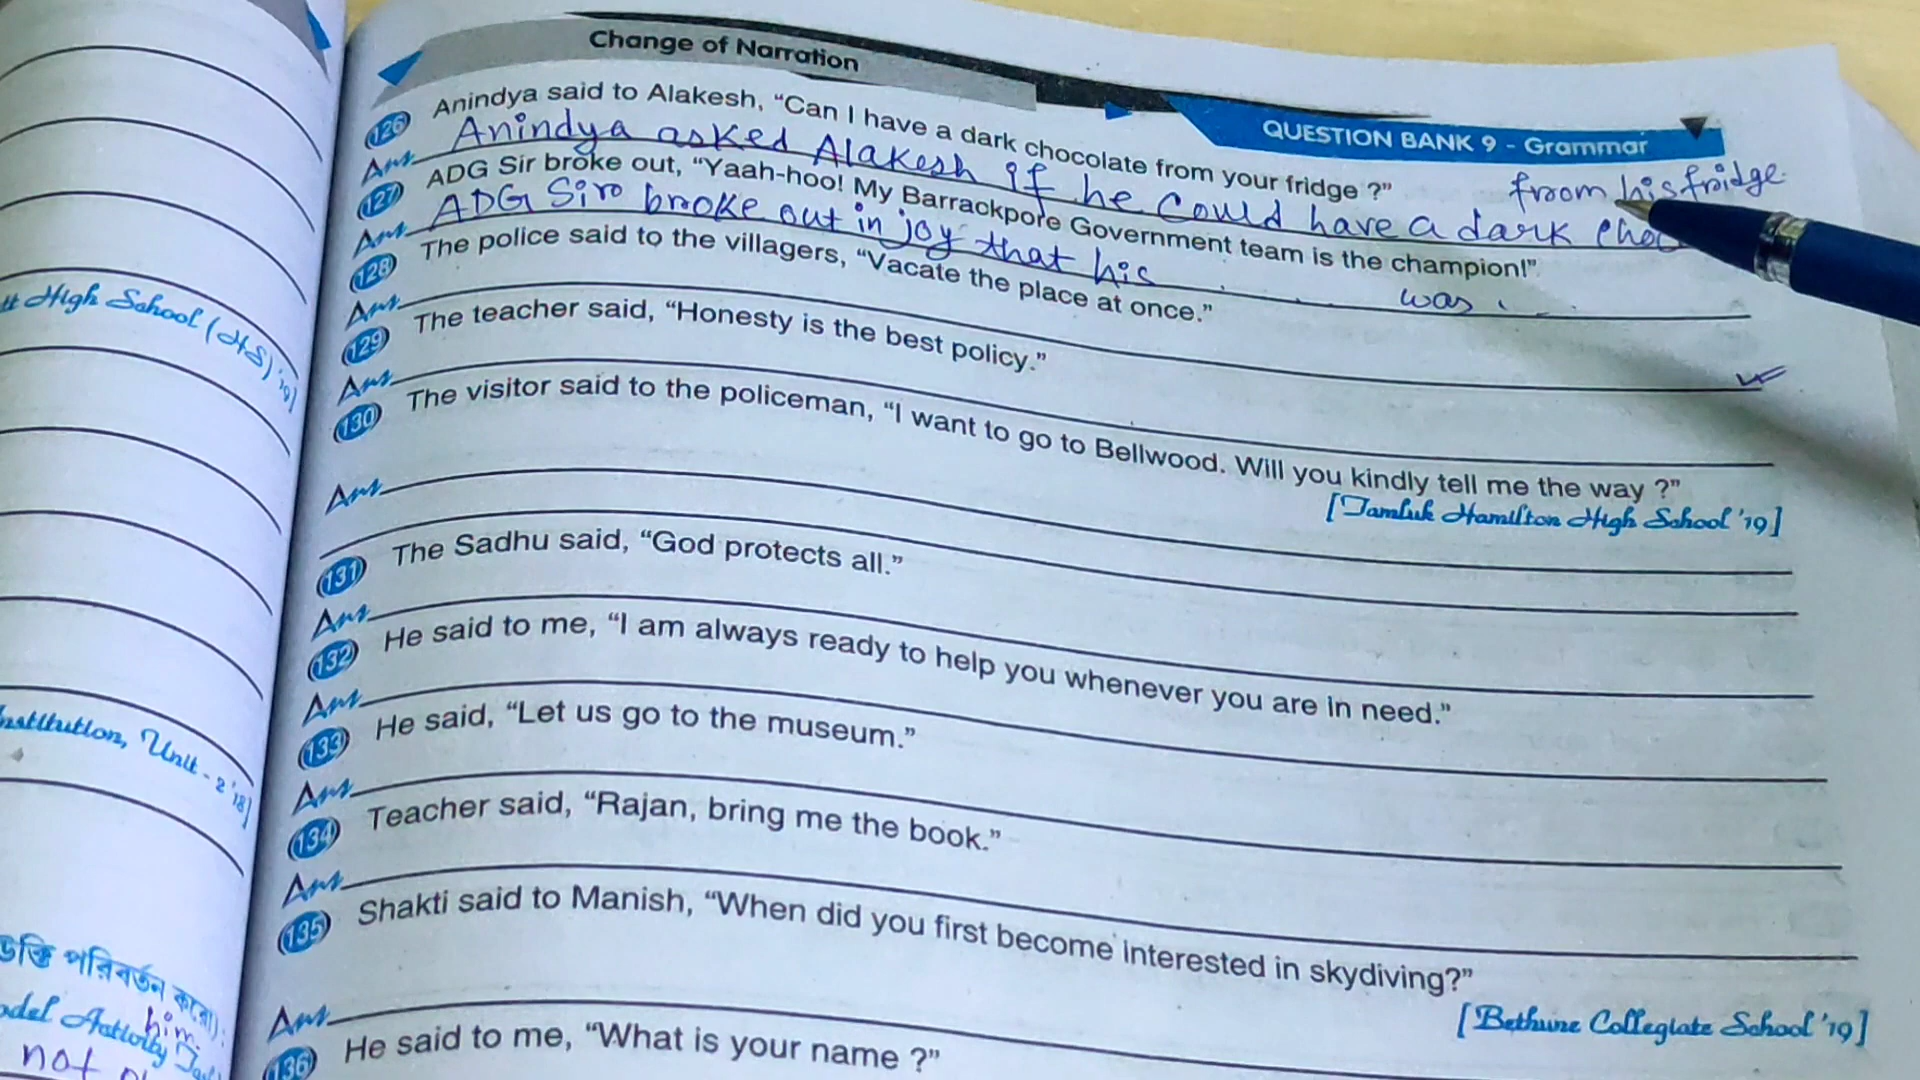 Change of Narration
QUESTION BANK 9 - Grammar
126 Anindya said to Alakesh, "Can I have a dark chocolate from your fridge ?"
from his fridge.
Ans. Anindya asked Alakesh if he could have a dark
127 ADG Sir broke out, "Yaah-hoo! My Barrackpore Government team is the champion!".
Ans. ADG Sir broke out in joy that his . . was . .
128 The police said to the villagers, "Vacate the place at once."
Ans.
129 The teacher said, "Honesty is the best policy."
Ans.
130 The visitor said to the policeman, "I want to go to Bellwood. Will you kindly tell me the way ?"
[Tamluk Hamilton High School '19]
Ans.
131 The Sadhu said, "God protects all."
Ans.
132 He said to me, "I am always ready to help you whenever you are in need."
Ans.
133 He said, "Let us go to the museum."
Ans.
134 Teacher said, "Rajan, bring me the book."
Ans.
135 Shakti said to Manish, "When did you first become interested in skydiving?"
[Bethune Collegiate School '19]
Ans.
136 He said to me, "What is your name ?"
High School (HS) '19]
Institution, Unit - 2 '18]
উক্তি পরিবর্তন করো):
him.
Activity
not